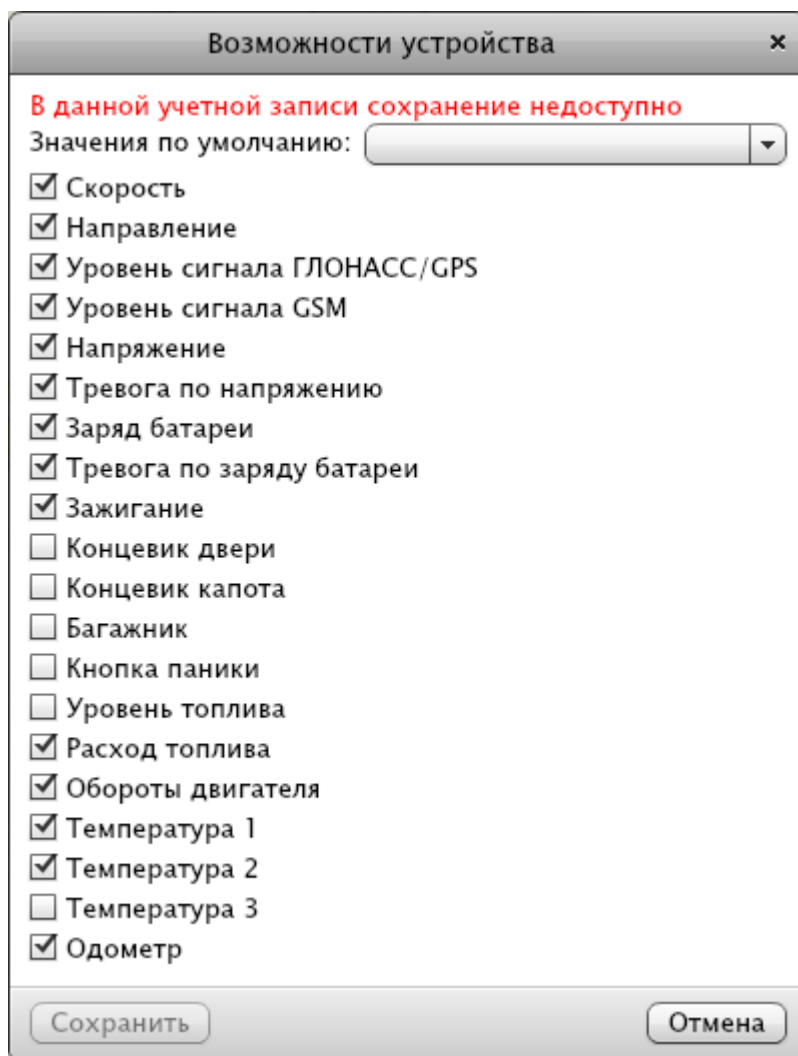 Возможности устройства
В данной учетной записи сохранение недоступно
Значения по умолчанию:
Скорость
Направление
Уровень сигнала ГЛОНАСС/GPS
Уровень сигнала GSM
Напряжение
Тревога по напряжению
Заряд батареи
Тревога по заряду батареи
Зажигание
Концевик двери
Концевик капота
Багажник
Кнопка паники
Уровень топлива
Расход топлива
Обороты двигателя
Температура 1
Температура 2
Температура 3
Одометр
Сохранить Отмена